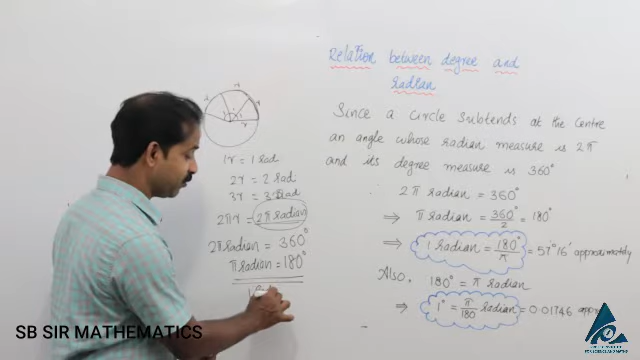 Relation between degree and
radian
Since a circle subtends at the centre
an angle whose radian measure is 2π
and its degree measure is 360°
2π radian = 360°
⇒ π radian = 360°/2 = 180°
⇒ 1 radian = 180°/π = 57°16′ approximately
Also, 180° = π radian
⇒ 1° = π/180 radian = 0.01746
r
r
r
r
1r = 1 rad
2r = 2 rad
3r = 3 rad
2πr = 2π radian
2π radian = 360°
π radian = 180°
SB SIR MATHEMATICS